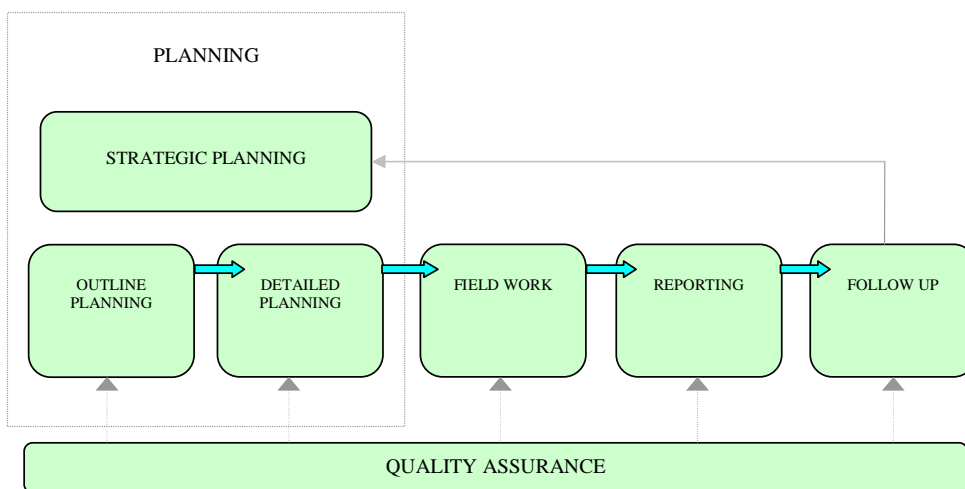 PLANNING
STRATEGIC PLANNING
OUTLINE
PLANNING
DETAILED
PLANNING
FIELD WORK
REPORTING
FOLLOW UP
QUALITY ASSURANCE